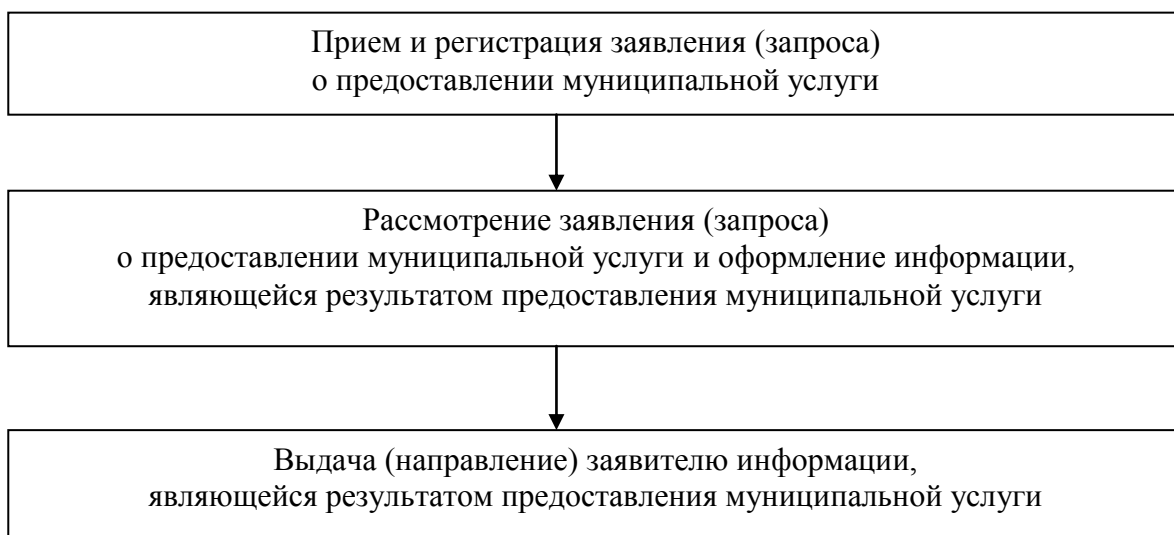 Прием и регистрация заявления (запроса)
о предоставлении муниципальной услуги
Рассмотрение заявления (запроса)
о предоставлении муниципальной услуги и оформление информации,
являющейся результатом предоставления муниципальной услуги
Выдача (направление) заявителю информации,
являющейся результатом предоставления муниципальной услуги